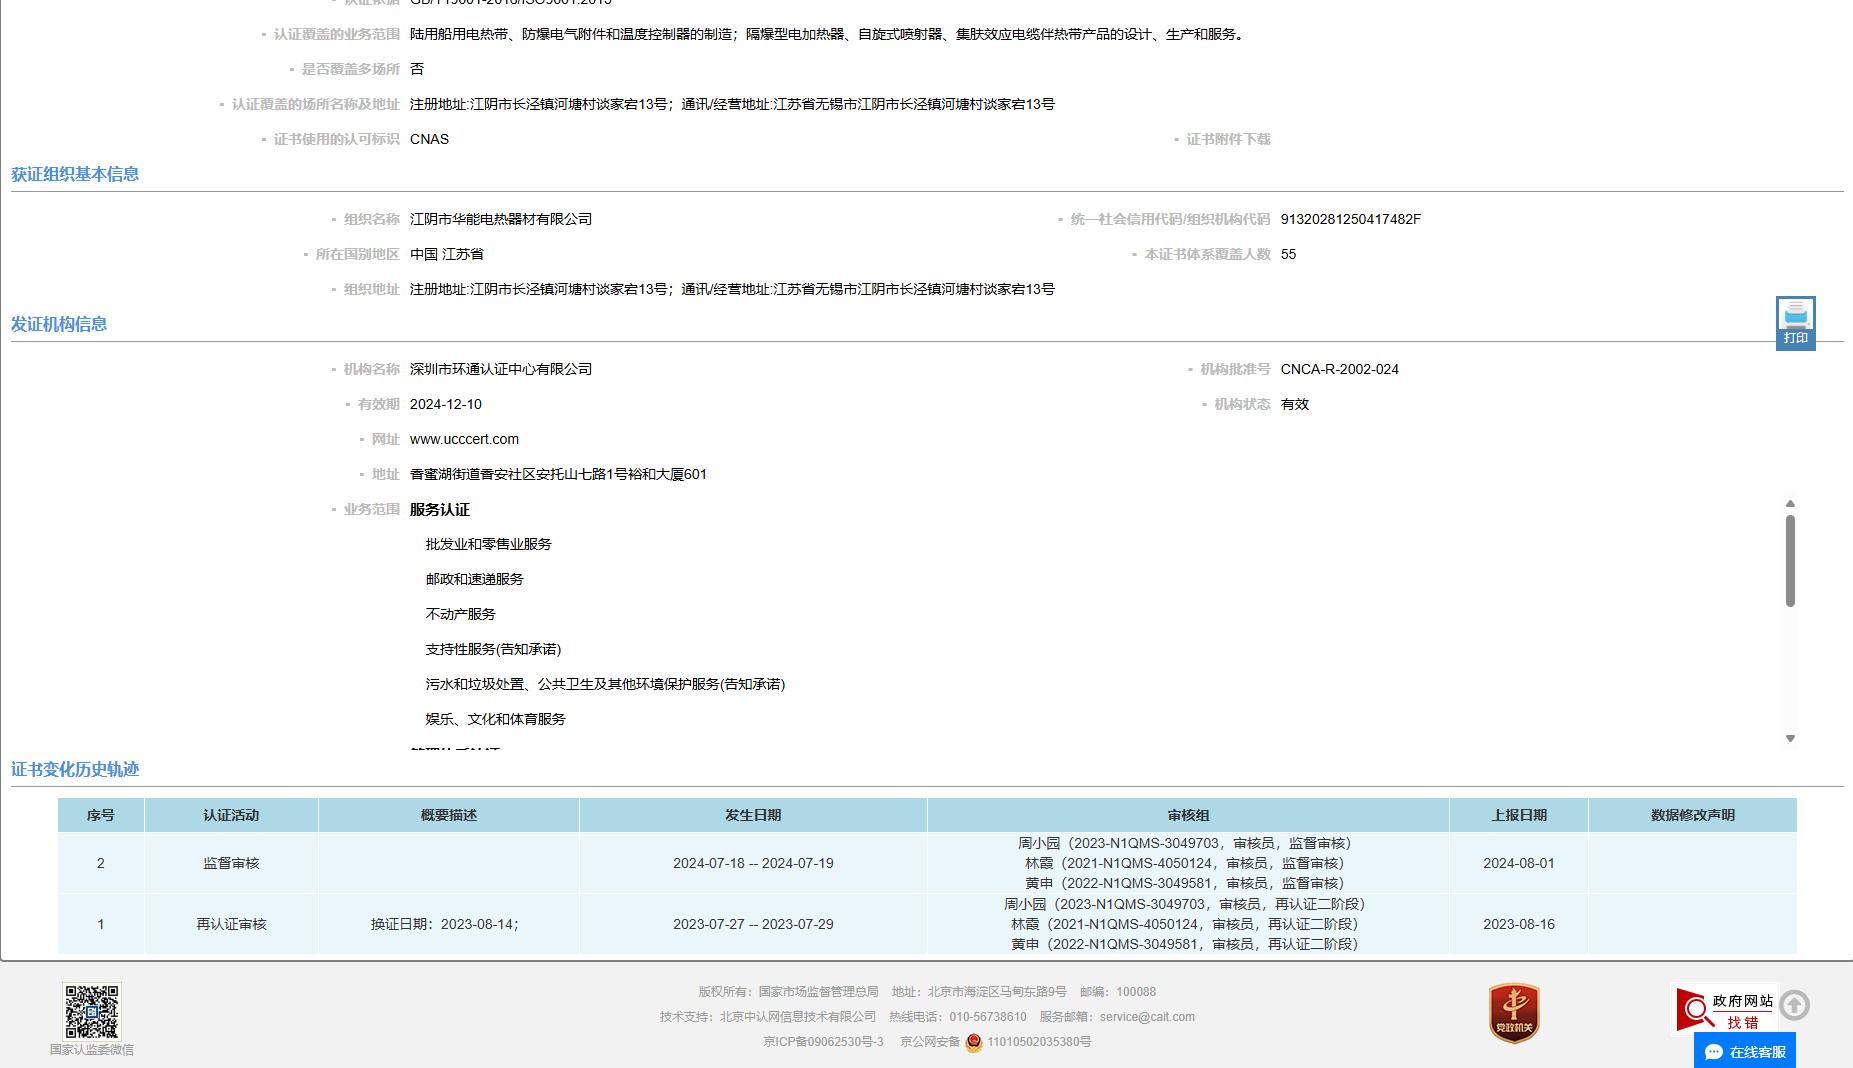 认证依据 GB/T19001-2016/ISO9001:2015
认证覆盖的业务范围 陆用船用电热带、防爆电气附件和温度控制器的制造；隔爆型电加热器、自旋式喷射器、集肤效应电缆伴热带产品的设计、生产和服务。
是否覆盖多场所 否
认证覆盖的场所名称及地址 注册地址:江阴市长泾镇河塘村谈家宕13号；通讯/经营地址:江苏省无锡市江阴市长泾镇河塘村谈家宕13号
证书使用的认可标识 CNAS 证书附件下载
获证组织基本信息
组织名称 江阴市华能电热器材有限公司 统一社会信用代码/组织机构代码 91320281250417482F
所在国别地区 中国 江苏省 本证书体系覆盖人数 55
组织地址 注册地址:江阴市长泾镇河塘村谈家宕13号；通讯/经营地址:江苏省无锡市江阴市长泾镇河塘村谈家宕13号
发证机构信息
打印
机构名称 深圳市环通认证中心有限公司 机构批准号 CNCA-R-2002-024
有效期 2024-12-10 机构状态 有效
网址 www.ucccert.com
地址 香蜜湖街道香安社区安托山七路1号裕和大厦601
业务范围 服务认证
批发业和零售业服务
邮政和速递服务
不动产服务
支持性服务(告知承诺)
污水和垃圾处置、公共卫生及其他环境保护服务(告知承诺)
娱乐、文化和体育服务
证书变化历史轨迹
序号 认证活动 概要描述 发生日期 审核组 上报日期 数据修改声明
周小园（2023-N1QMS-3049703，审核员，监督审核）
2 监督审核 2024-07-18 -- 2024-07-19 林霞（2021-N1QMS-4050124，审核员，监督审核） 2024-08-01
黄申（2022-N1QMS-3049581，审核员，监督审核）
周小园（2023-N1QMS-3049703，审核员，再认证二阶段）
1 再认证审核 换证日期：2023-08-14； 2023-07-27 -- 2023-07-29 林霞（2021-N1QMS-4050124，审核员，再认证二阶段） 2023-08-16
黄申（2022-N1QMS-3049581，审核员，再认证二阶段）
版权所有：国家市场监督管理总局 地址：北京市海淀区马甸东路9号 邮编：100088
技术支持：北京中认网信息技术有限公司 热线电话：010-56738610 服务邮箱：service@cait.com
京ICP备09062530号-3 京公网安备 11010502035380号
国家认监委微信
党政机关
政府网站
找错
在线客服